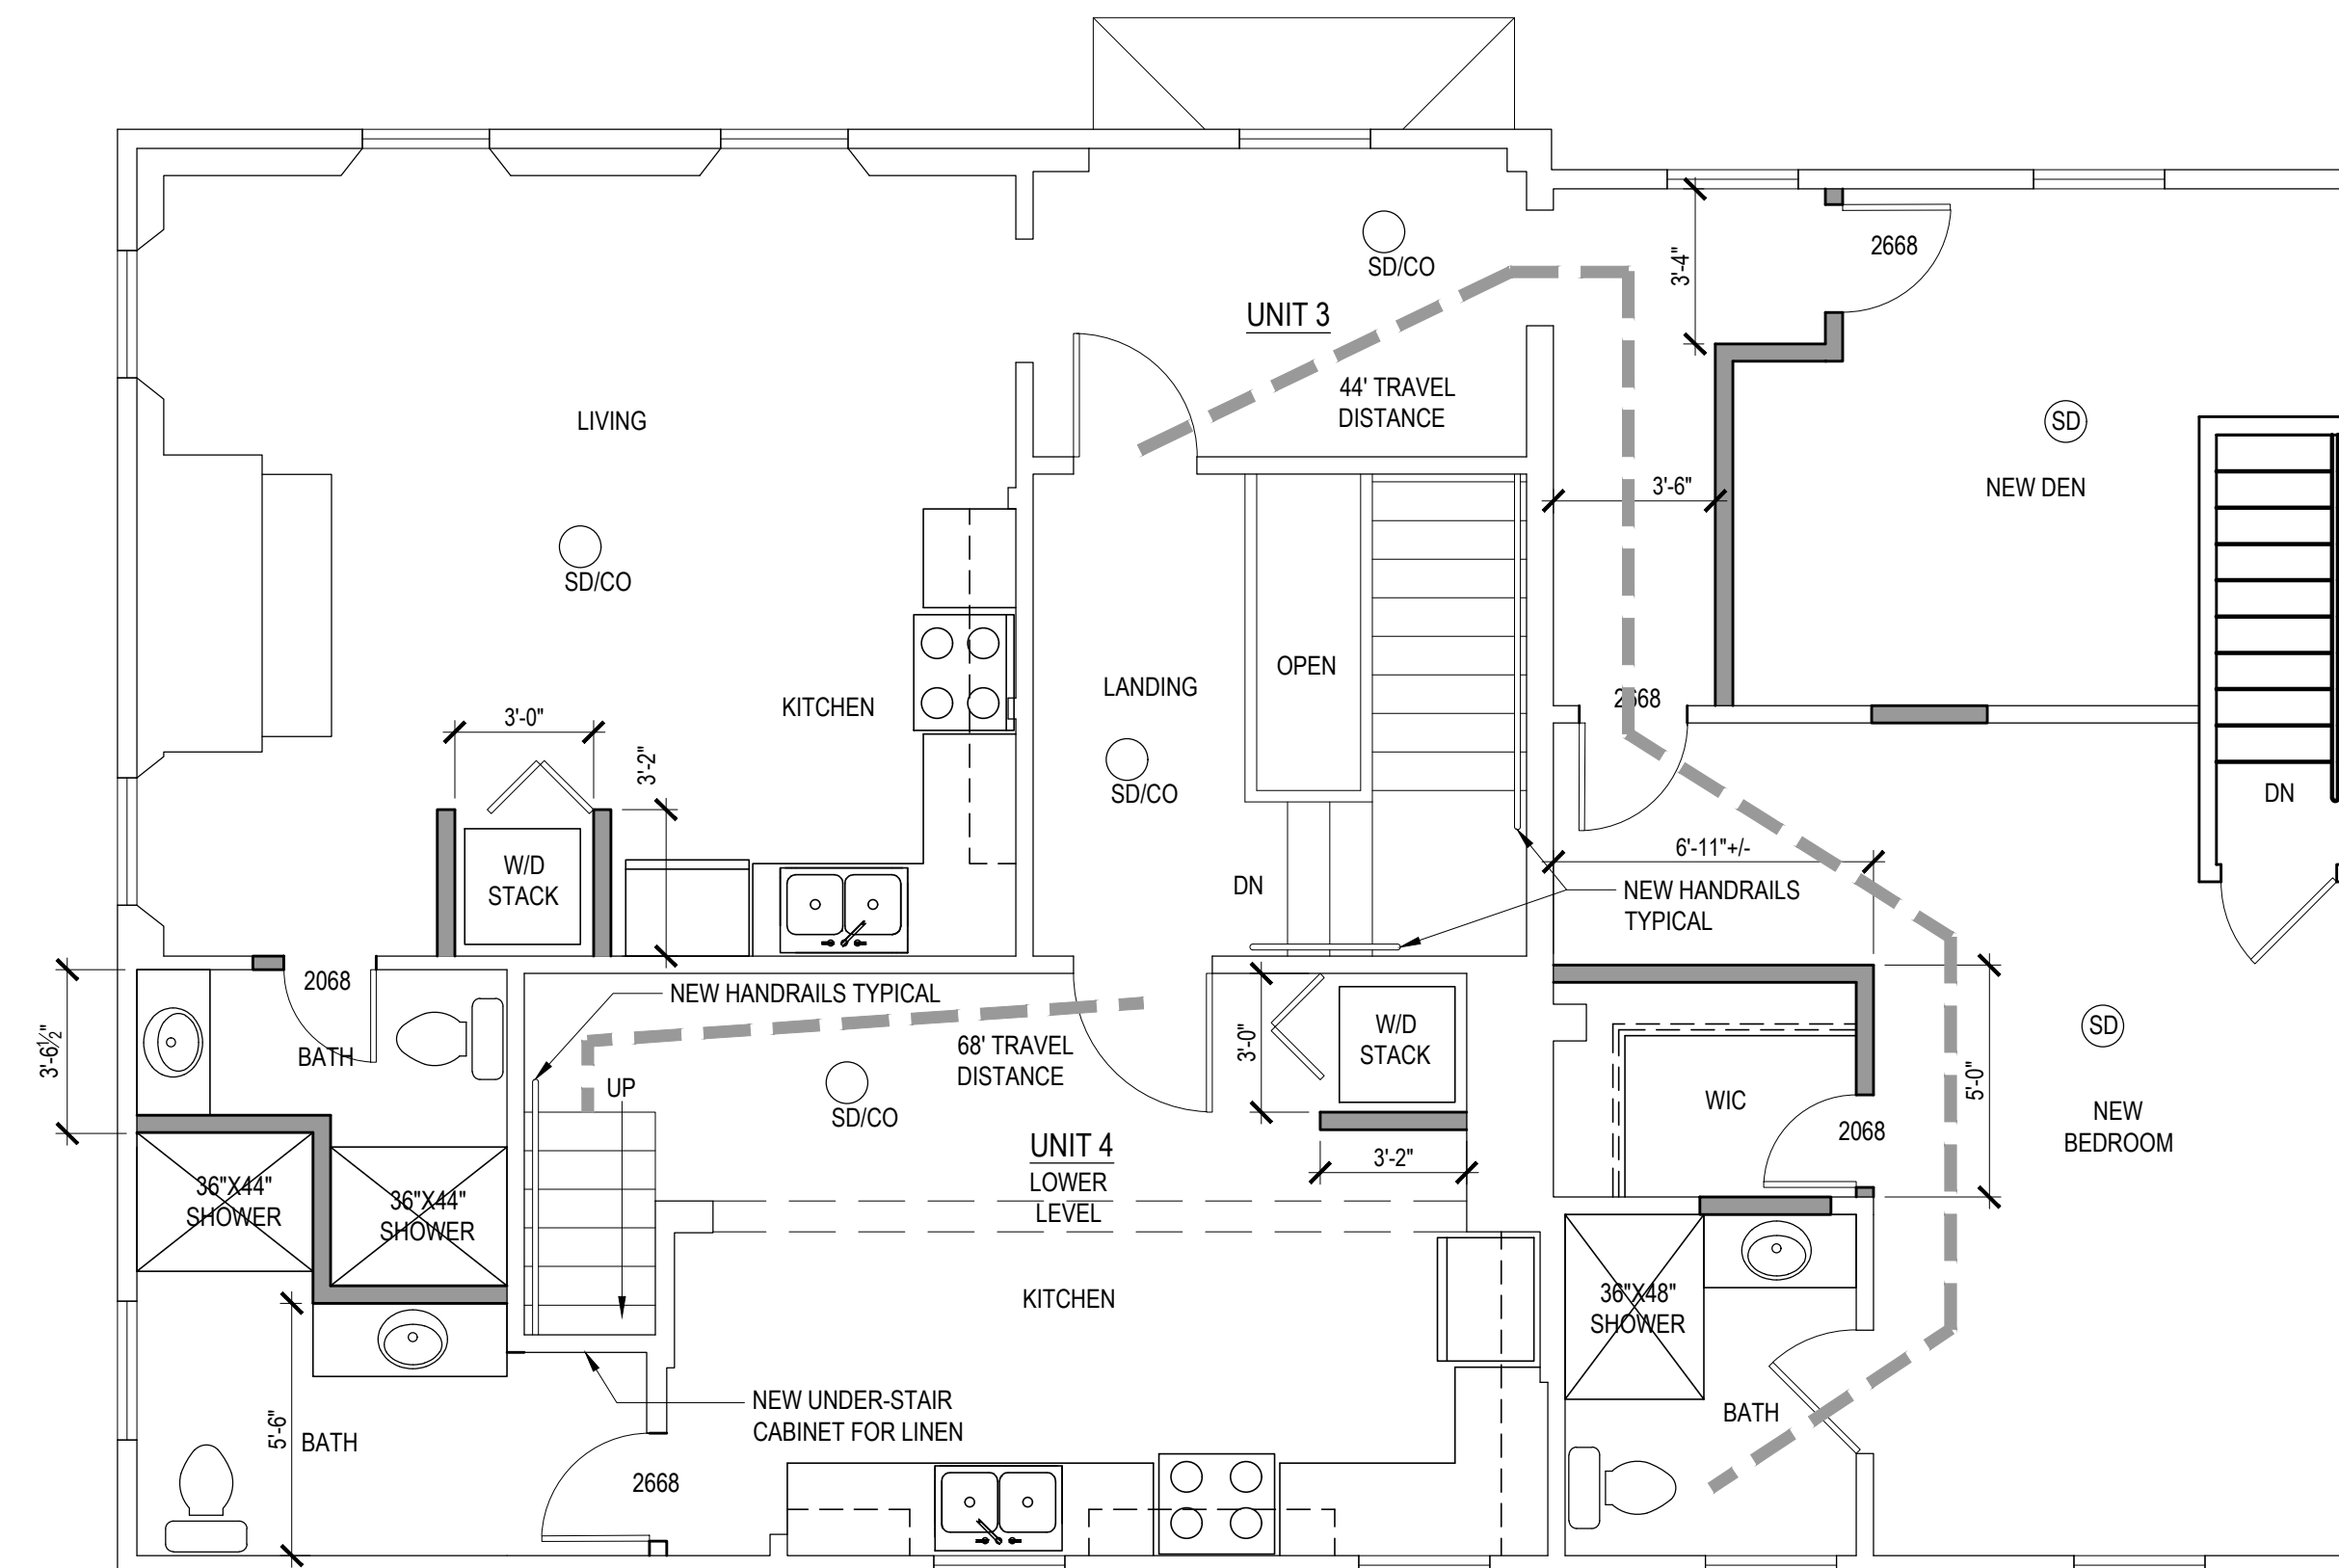 2668
SD/CO
3'-4"
UNIT 3
44' TRAVEL
DISTANCE
LIVING
SD
NEW DEN
3'-6"
SD/CO
OPEN
LANDING
KITCHEN
2668
3'-0"
3'-2"
SD/CO
DN
6'-11"+/-
W/D
STACK
DN
NEW HANDRAILS
TYPICAL
2068
NEW HANDRAILS TYPICAL
3'-6½"
BATH
W/D
STACK
3'-0"
68' TRAVEL
DISTANCE
SD
UP
SD/CO
WIC
5'-0"
NEW
BEDROOM
2068
UNIT 4
LOWER
LEVEL
3'-2"
36"X44"
SHOWER
36"X44"
SHOWER
KITCHEN
36"X48"
SHOWER
NEW UNDER-STAIR
CABINET FOR LINEN
5'-6"
BATH
BATH
2668